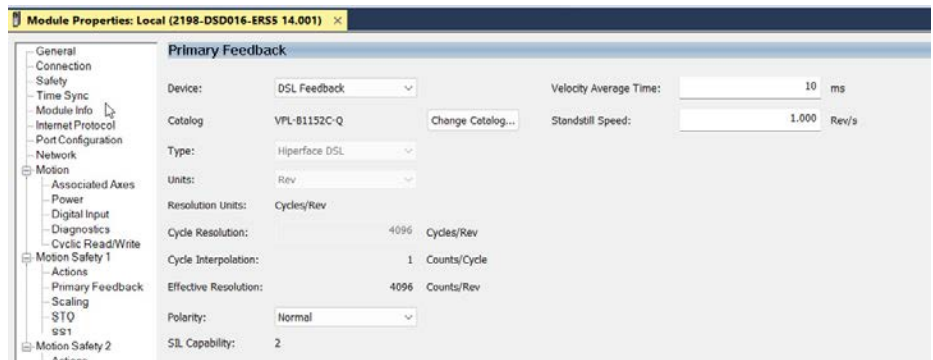 Module Properties: Local (2198-DSD016-ERS5 14.001) ×
General
Connection
Safety
Time Sync
Module Info
Internet Protocol
Port Configuration
Network
Motion
Associated Axes
Power
Digital Input
Diagnostics
Cyclic Read/Write
Motion Safety 1
Actions
Primary Feedback
Scaling
STO
SS1
Motion Safety 2
Actions
Primary Feedback
Device: DSL Feedback
Catalog VPL-B1152C-Q Change Catalog...
Type: Hiperface DSL
Units: Rev
Resolution Units: Cycles/Rev
Cycle Resolution: 4096 Cycles/Rev
Cycle Interpolation: 1 Counts/Cycle
Effective Resolution: 4096 Counts/Rev
Polarity: Normal
SIL Capability: 2
Velocity Average Time: 10 ms
Standstill Speed: 1.000 Rev/s